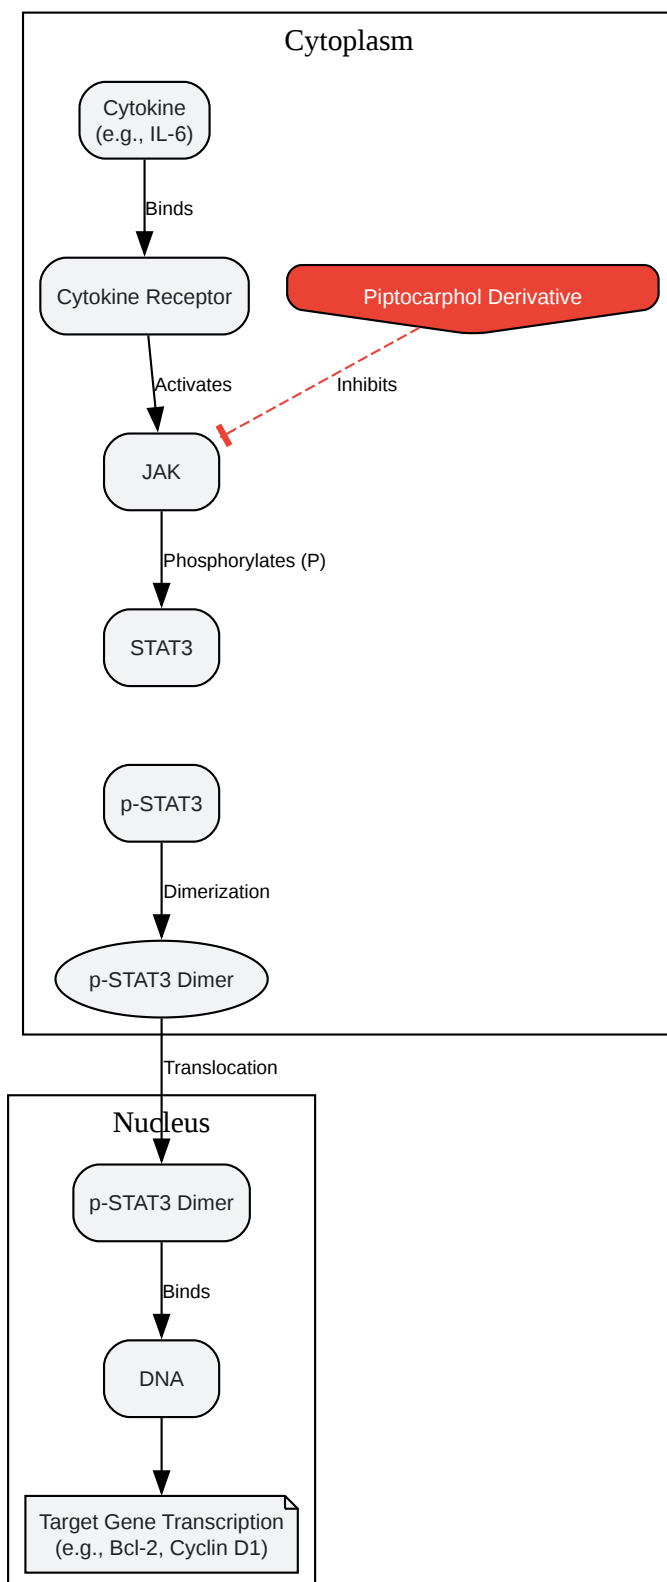 Cytoplasm
Cytokine
(e.g., IL-6)
Binds
Cytokine Receptor
Piptocarphol Derivative
Activates
Inhibits
JAK
Phosphorylates (P)
STAT3
p-STAT3
Dimerization
p-STAT3 Dimer
Translocation
Nucleus
p-STAT3 Dimer
Binds
DNA
Target Gene Transcription
(e.g., Bcl-2, Cyclin D1)